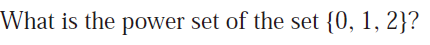 What is the power set of the set {0, 1, 2}?